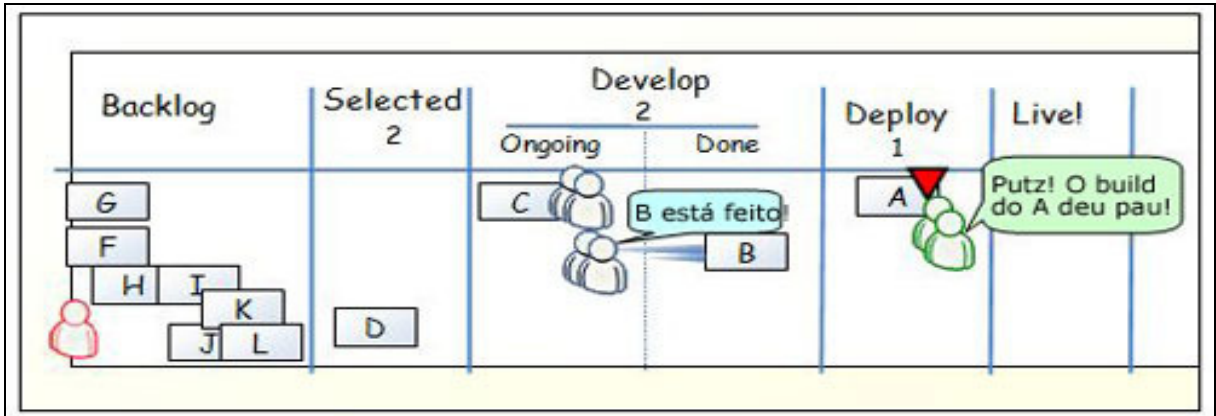 Backlog
Selected
2
Develop
2
Ongoing
Done
Deploy
1
Live!
G
F
H
I
K
J
L
D
C
B está feito!
B
A
Putz! O build
do A deu pau!